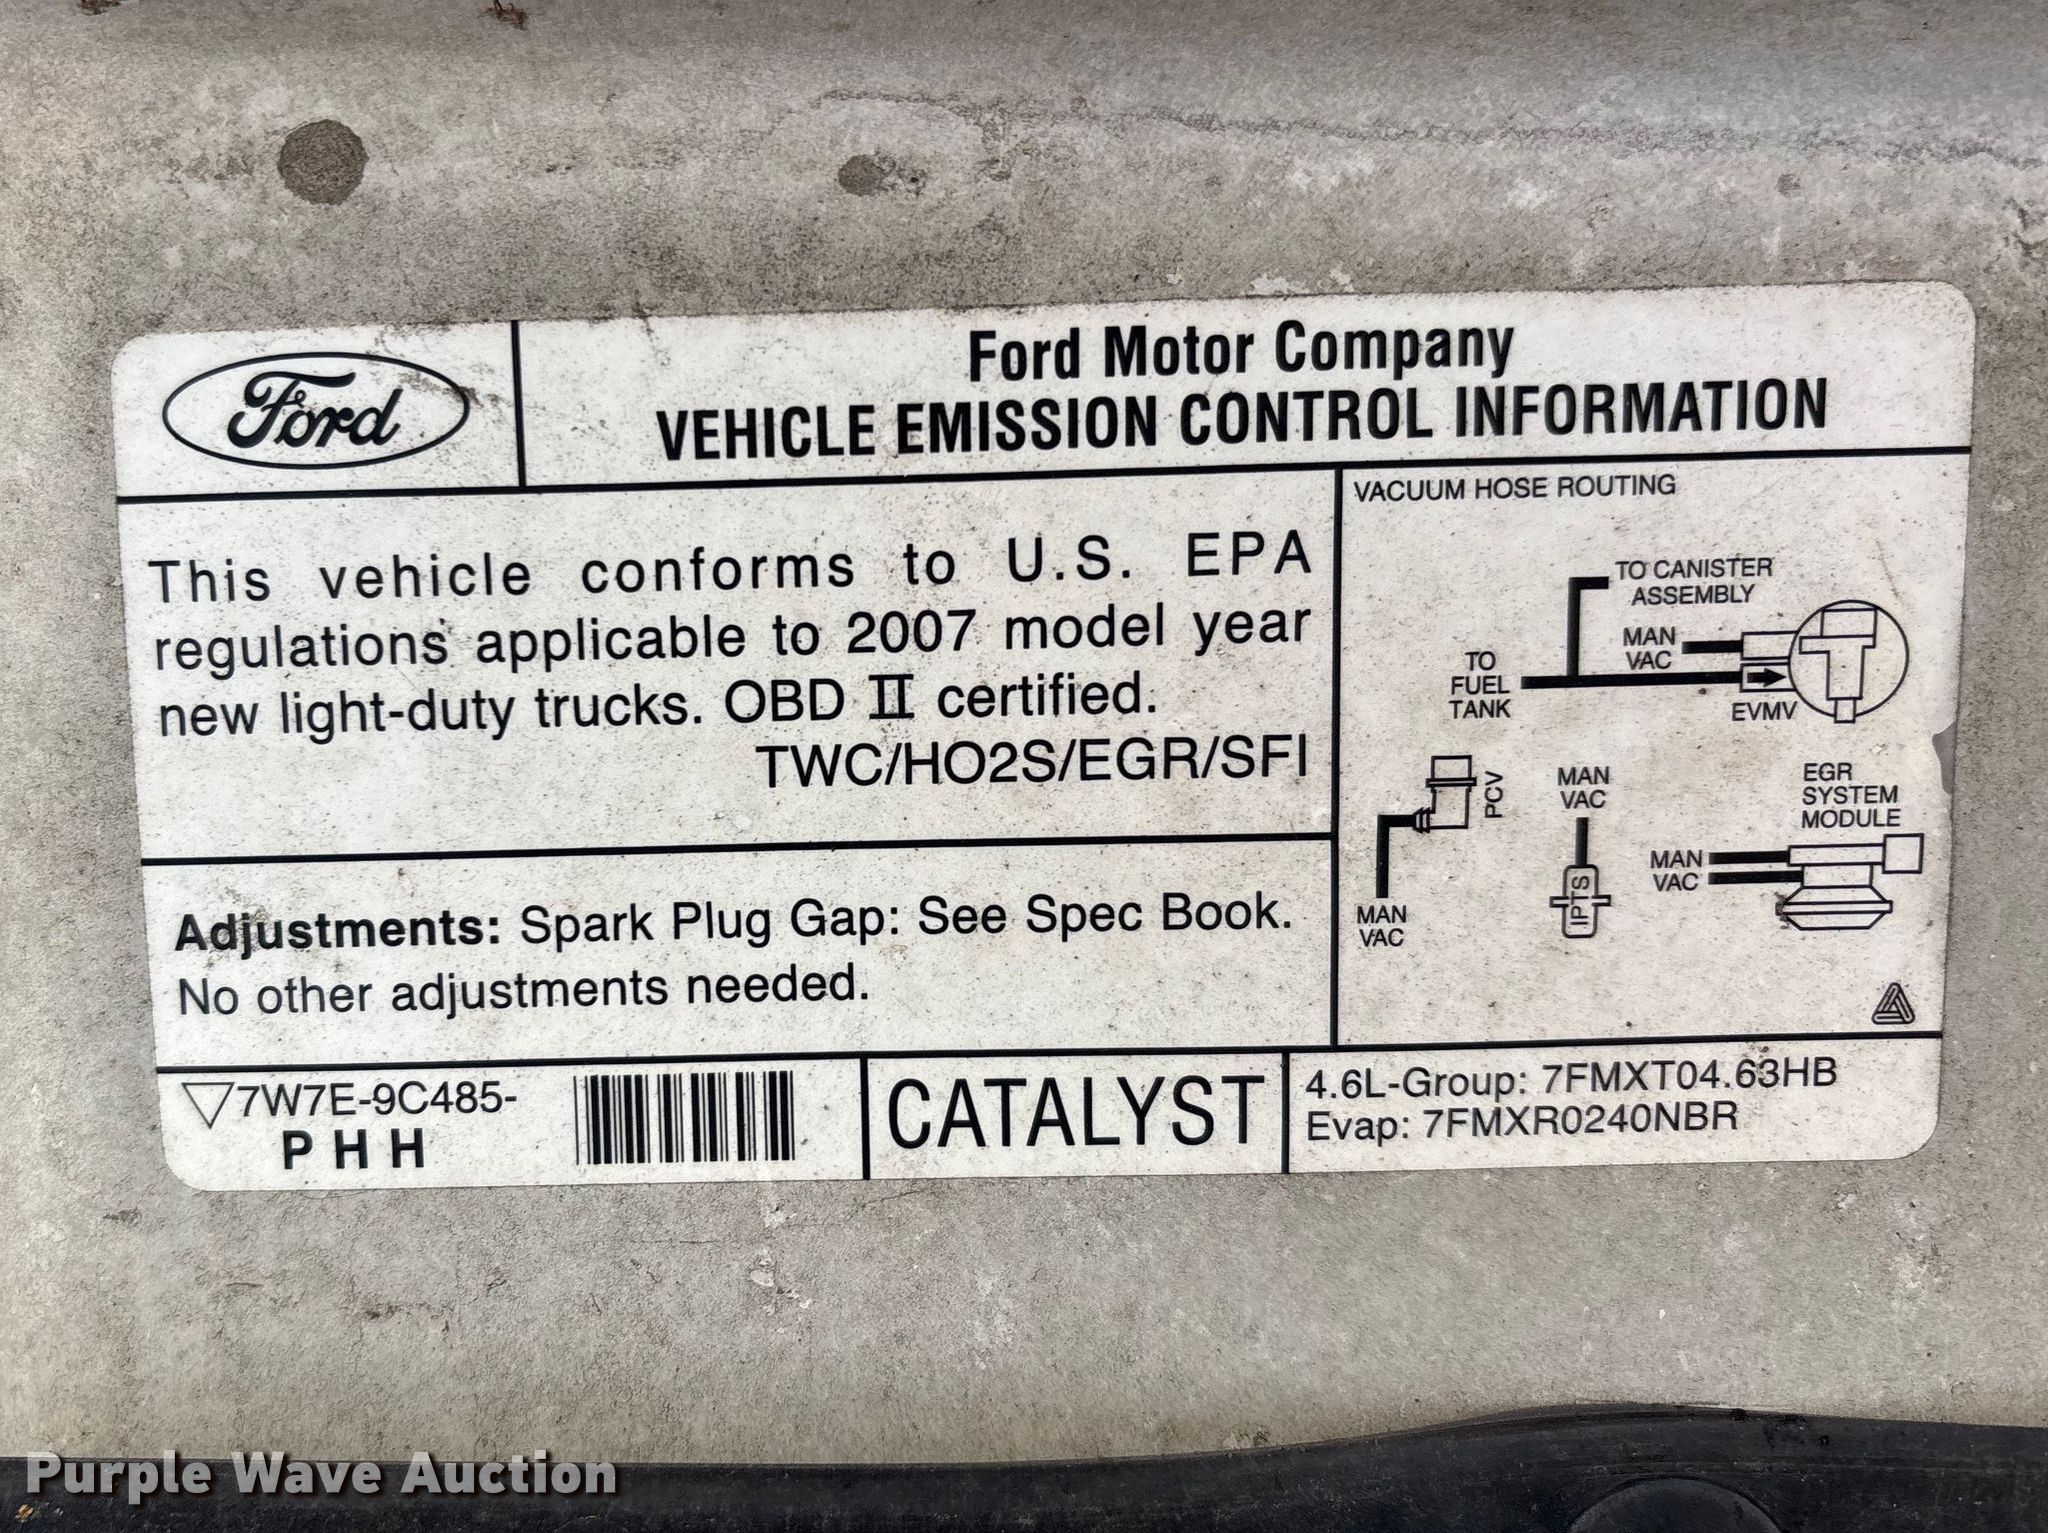 Ford
Ford Motor Company
VEHICLE EMISSION CONTROL INFORMATION
This vehicle conforms to U.S. EPA
regulations applicable to 2007 model year
new light-duty trucks. OBD II certified.
TWC/HO2S/EGR/SFI
Adjustments: Spark Plug Gap: See Spec Book.
No other adjustments needed.
VACUUM HOSE ROUTING
TO CANISTER
ASSEMBLY
MAN
VAC
TO
FUEL
TANK
EVMV
PCV
MAN
VAC
MAN
VAC
IPTS
EGR
SYSTEM
MODULE
MAN
VAC
7W7E-9C485-
PHH
CATALYST
4.6L-Group: 7FMXT04.63HB
Evap: 7FMXR0240NBR
Purple Wave Auction